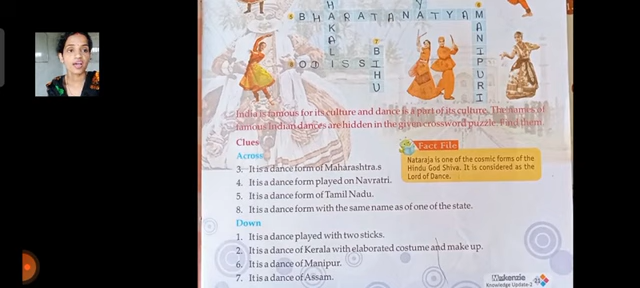 BHARATANATYAM
HAKALI
BIHU
MANIPURI
ODISSI
India is famous for its culture and dance is a part of its culture. The names of
famous Indian dances are hidden in the given crossword puzzle. Find them.
Clues
Across
3. It is a dance form of Maharashtra.s
4. It is a dance form played on Navratri.
5. It is a dance form of Tamil Nadu.
8. It is a dance form with the same name as of one of the state.
Fact File
Nataraja is one of the cosmic forms of the
Hindu God Shiva. It is considered as the
Lord of Dance.
Down
1. It is a dance played with two sticks.
2. It is a dance of Kerala with elaborated costume and make up.
6. It is a dance of Manipur.
7. It is a dance of Assam.
Knowledge Update-2
23